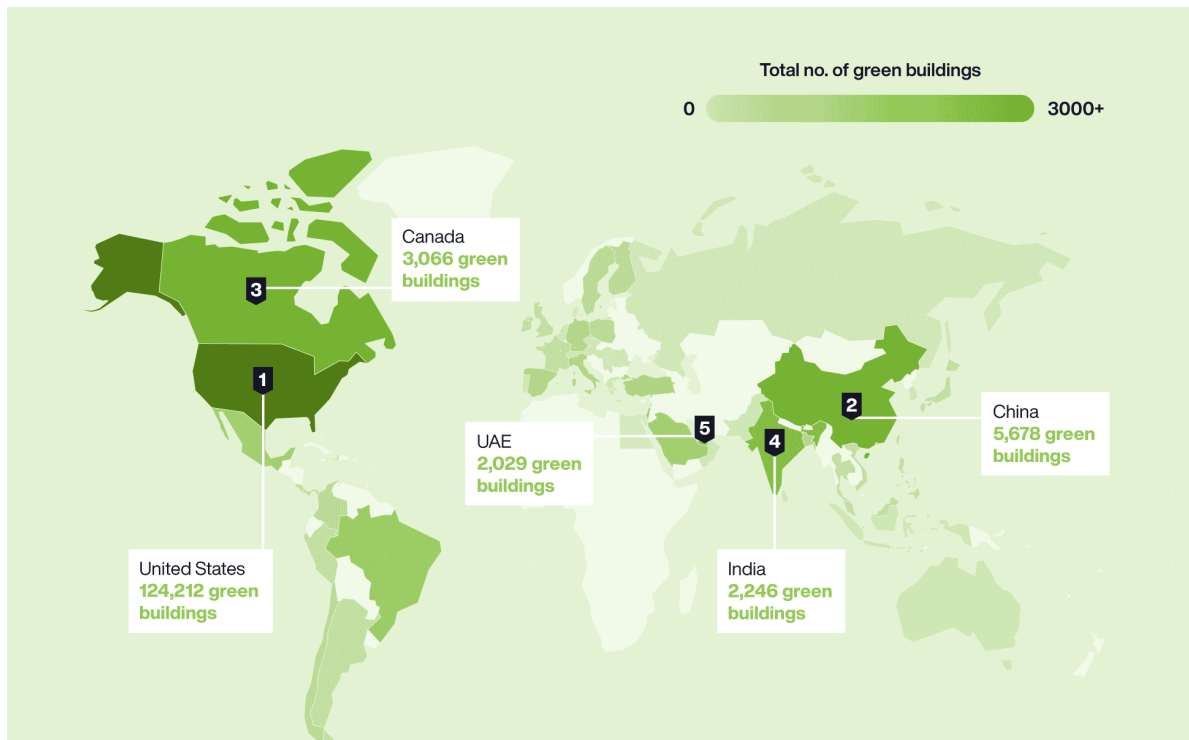 Total no. of green buildings
0
3000+
Canada
3,066 green
buildings
3
1
2
China
5,678 green
buildings
5
UAE
2,029 green
buildings
4
United States
124,212 green
buildings
India
2,246 green
buildings